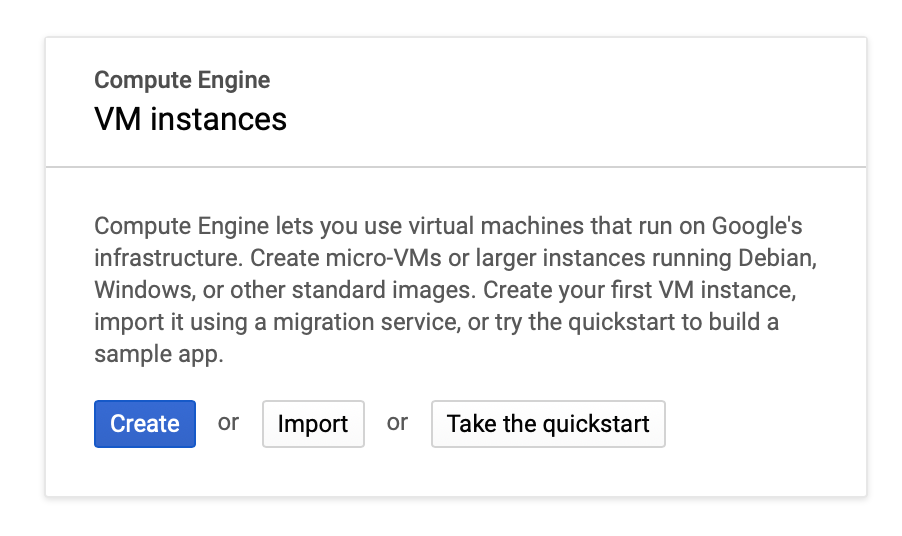 Compute Engine
VM instances
Compute Engine lets you use virtual machines that run on Google's
infrastructure. Create micro-VMs or larger instances running Debian,
Windows, or other standard images. Create your first VM instance,
import it using a migration service, or try the quickstart to build a
sample app.
Create or Import or Take the quickstart